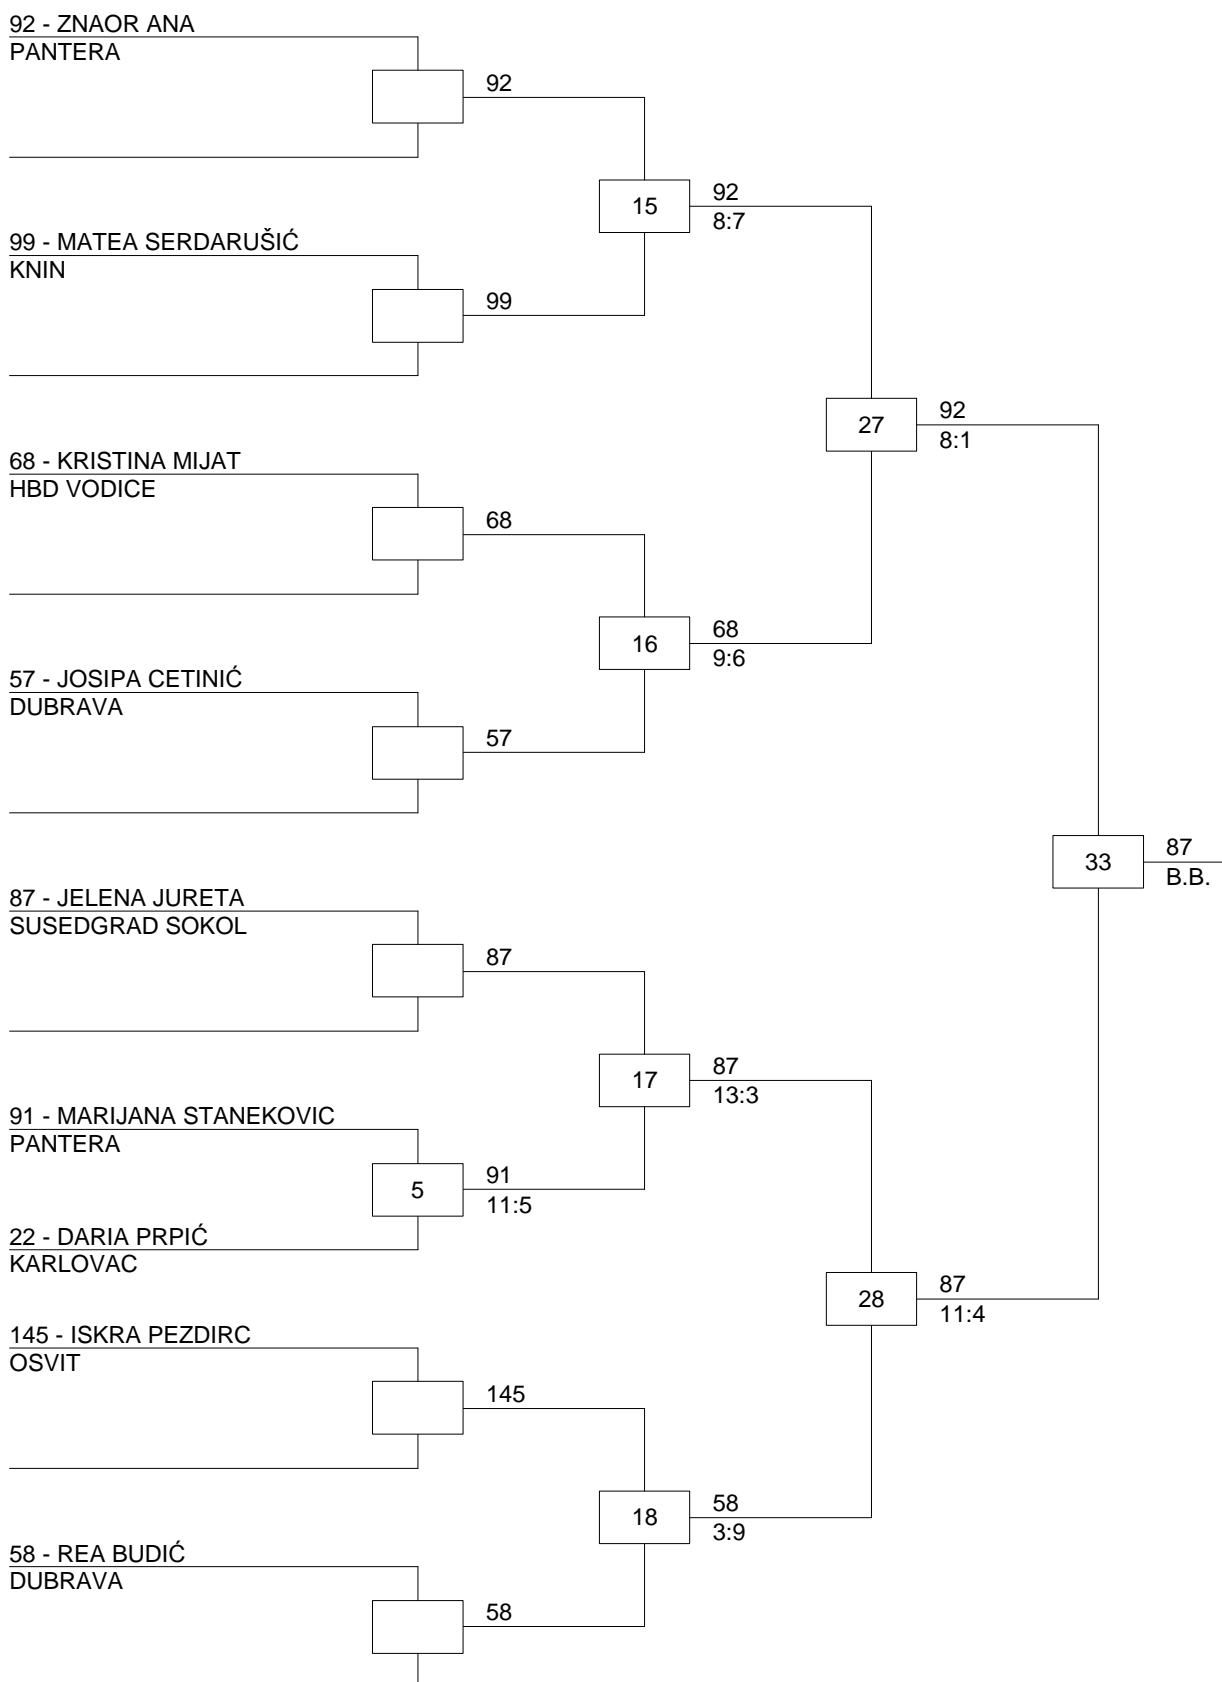 92 - ZNAOR ANA
PANTERA
92
15
92
8:7
99 - MATEA SERDARUŠIĆ
KNIN
99
27
92
8:1
68 - KRISTINA MIJAT
HBD VODICE
68
16
68
9:6
57 - JOSIPA CETINIĆ
DUBRAVA
57
33
87
B.B.
87 - JELENA JURETA
SUSEDGRAD SOKOL
87
17
87
13:3
91 - MARIJANA STANEKOVIC
PANTERA
5
91
11:5
22 - DARIA PRPIĆ
KARLOVAC
28
87
11:4
145 - ISKRA PEZDIRC
OSVIT
145
18
58
3:9
58 - REA BUDIĆ
DUBRAVA
58